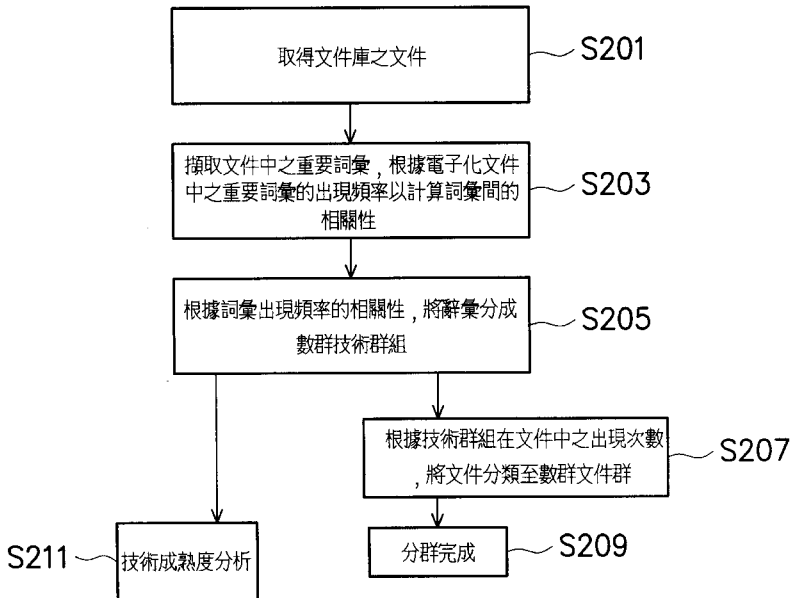 取得文件庫之文件
S201
擷取文件中之重要詞彙，根據電子化文件
中之重要詞彙的出現頻率以計算詞彙間的
相關性
S203
根據詞彙出現頻率的相關性，將辭彙分成
數群技術群組
S205
根據技術群組在文件中之出現次數
，將文件分類至數群文件群
S207
S211
技術成熟度分析
分群完成
S209